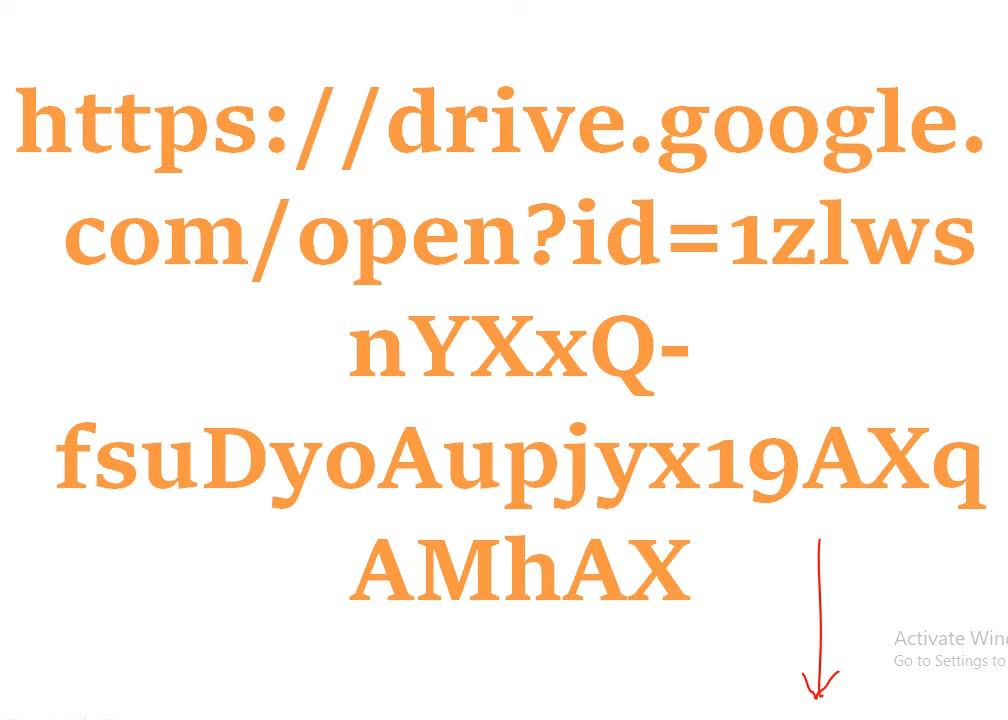 https://drive.google.
com/open?id=1zlws
nYXxQ-
fsuDyoAupjyx19AXq
AMhAX
Activate Win
Go to Settings to